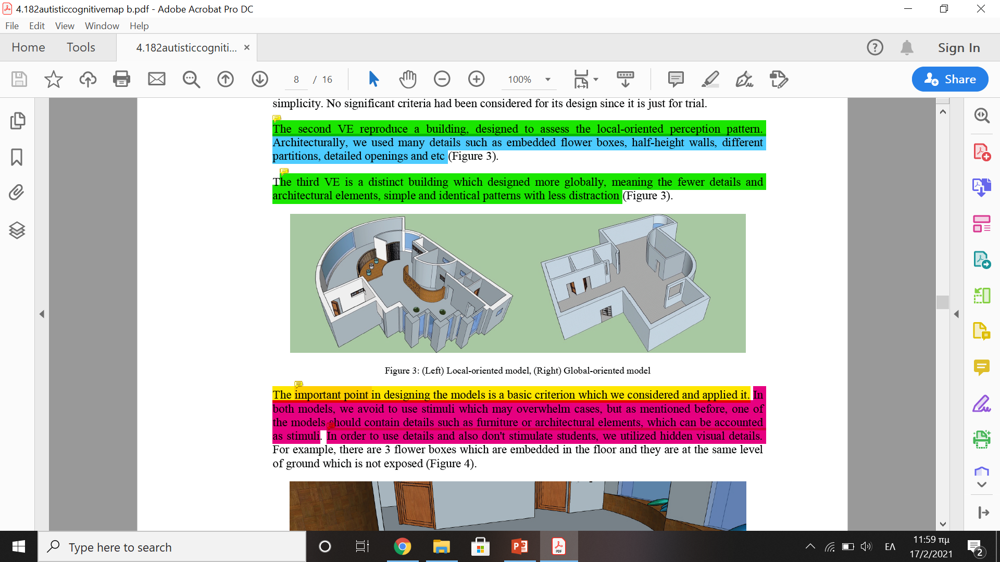 4.182autisticcognitivemap b.pdf - Adobe Acrobat Pro DC
File Edit View Window Help
Home Tools 4.182autisticcogniti... × Sign In
8 / 16 100% Share
simplicity. No significant criteria had been considered for its design since it is just for trial.
The second VE reproduce a building, designed to assess the local-oriented perception pattern.
Architecturally, we used many details such as embedded flower boxes, half-height walls, different
partitions, detailed openings and etc (Figure 3).
The third VE is a distinct building which designed more globally, meaning the fewer details and
architectural elements, simple and identical patterns with less distraction (Figure 3).
Figure 3: (Left) Local-oriented model, (Right) Global-oriented model
The important point in designing the models is a basic criterion which we considered and applied it. In
both models, we avoid to use stimuli which may overwhelm cases, but as mentioned before, one of
the models should contain details such as furniture or architectural elements, which can be accounted
as stimuli. In order to use details and also don't stimulate students, we utilized hidden visual details.
For example, there are 3 flower boxes which are embedded in the floor and they are at the same level
of ground which is not exposed (Figure 4).
Type here to search
ΕΛ
11:59 πμ
17/2/2021
2